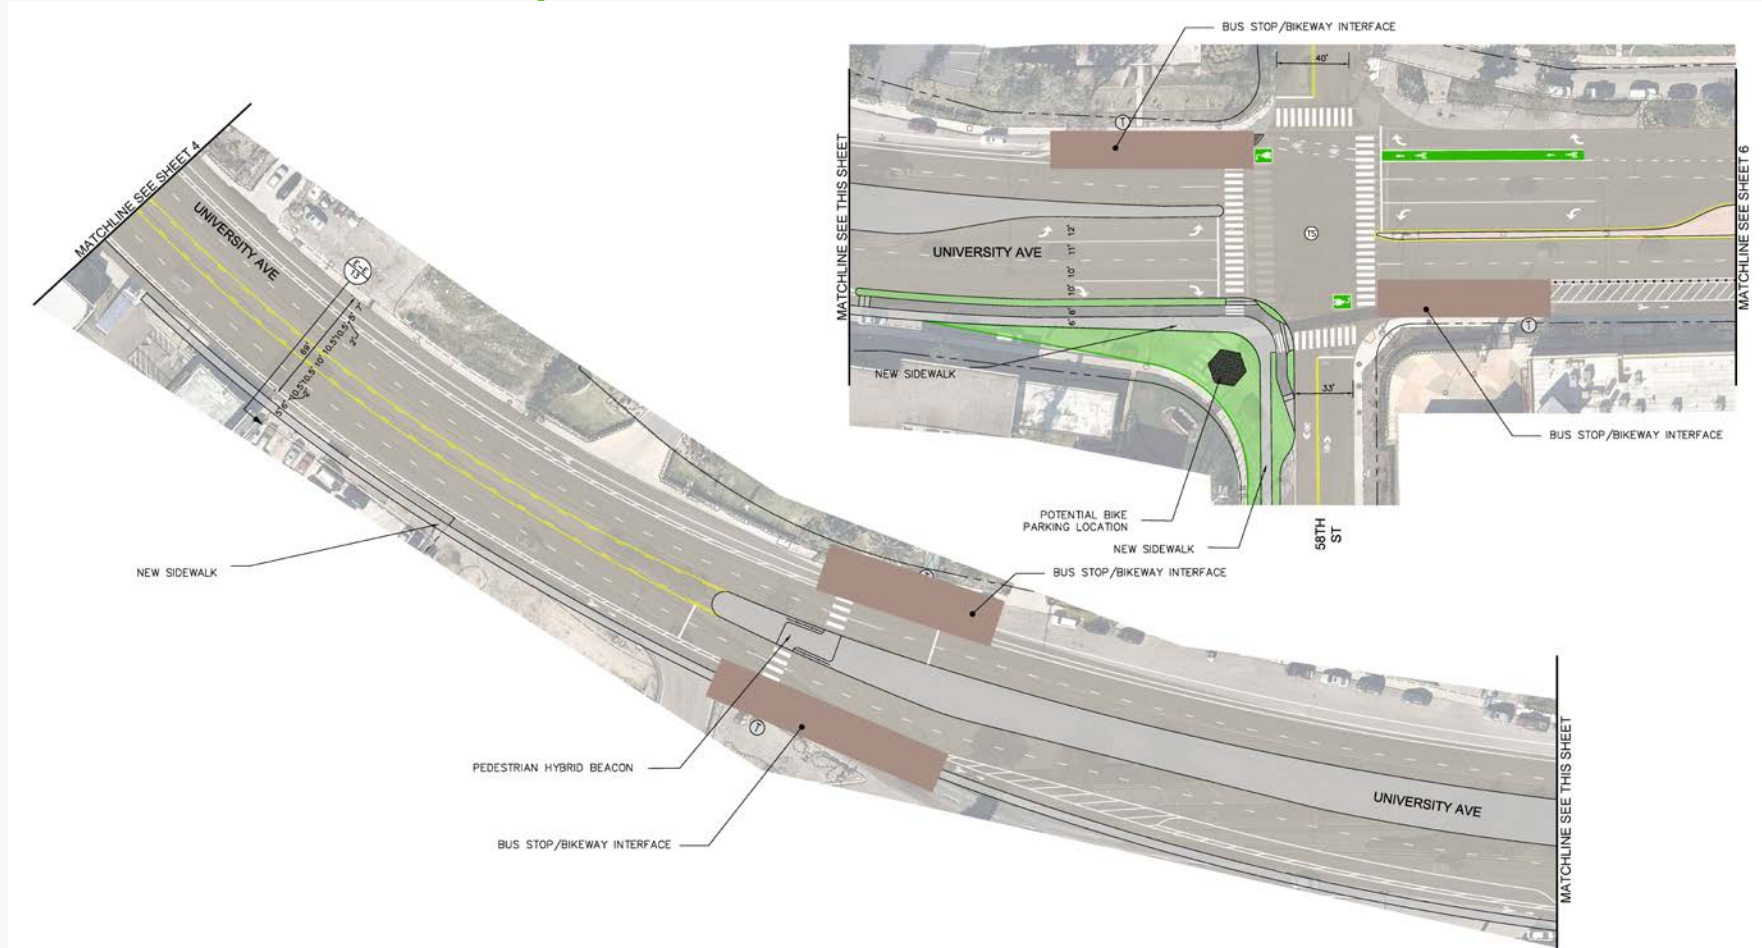 BUS STOP/BIKEWAY INTERFACE
40'
MATCHLINE SEE SHEET 4
UNIVERSITY AVE
E-E
13
69'
MATCHLINE SEE THIS SHEET
T
TS
UNIVERSITY AVE
12'
11'
10'
10'
6'
6'
MATCHLINE SEE SHEET 6
T
NEW SIDEWALK
33'
BUS STOP/BIKEWAY INTERFACE
POTENTIAL BIKE
PARKING LOCATION
NEW SIDEWALK
58TH
ST
NEW SIDEWALK
BUS STOP/BIKEWAY INTERFACE
T
PEDESTRIAN HYBRID BEACON
BUS STOP/BIKEWAY INTERFACE
UNIVERSITY AVE
MATCHLINE SEE THIS SHEET